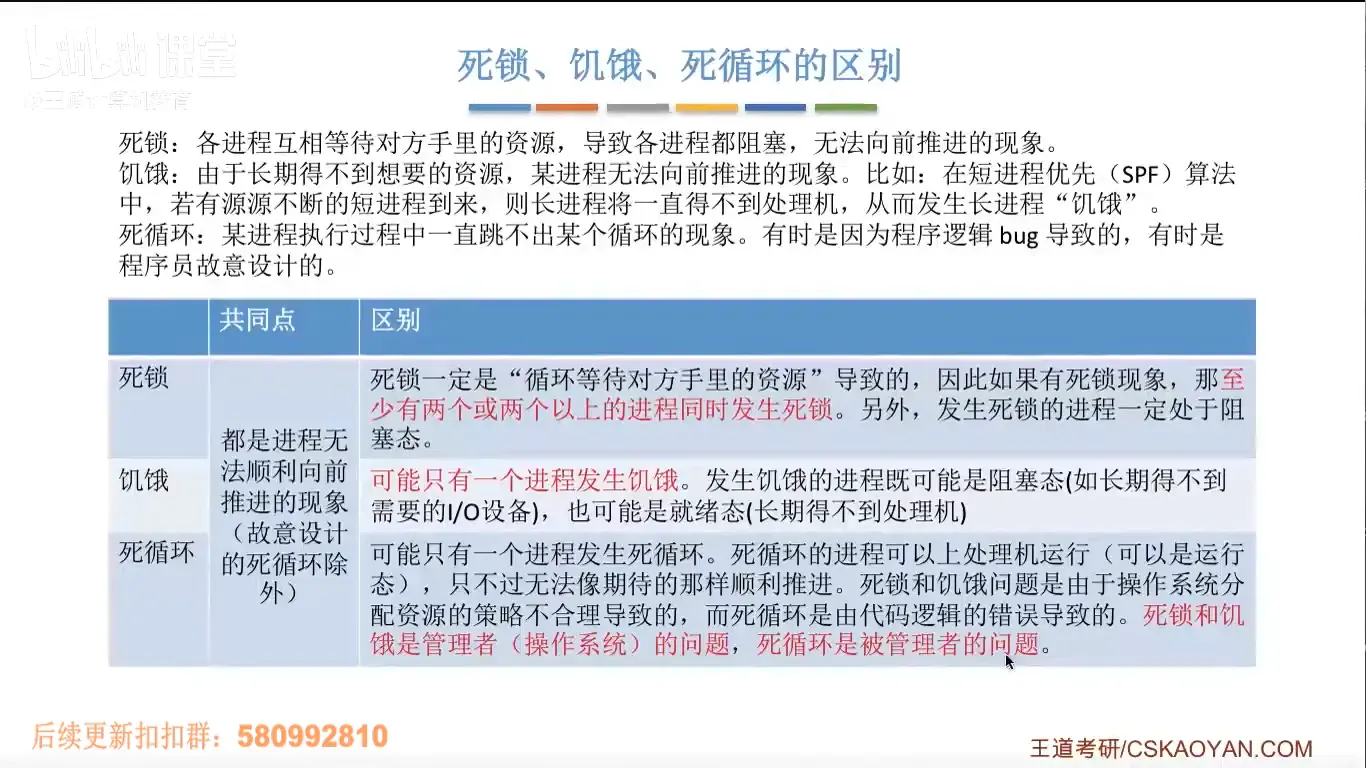 bilibili 课堂
@王道计算机教育
死锁、饥饿、死循环的区别
死锁：各进程互相等待对方手里的资源，导致各进程都阻塞，无法向前推进的现象。
饥饿：由于长期得不到想要的资源，某进程无法向前推进的现象。比如：在短进程优先（SPF）算法
中，若有源源不断的短进程到来，则长进程将一直得不到处理机，从而发生长进程“饥饿”。
死循环：某进程执行过程中一直跳不出某个循环的现象。有时是因为程序逻辑 bug 导致的，有时是
程序员故意设计的。
共同点
区别
死锁
死锁一定是“循环等待对方手里的资源”导致的，因此如果有死锁现象，那至
少有两个或两个以上的进程同时发生死锁。另外，发生死锁的进程一定处于阻
塞态。
都是进程无
法顺利向前
推进的现象
（故意设计
的死循环除
外）
饥饿
可能只有一个进程发生饥饿。发生饥饿的进程既可能是阻塞态(如长期得不到
需要的I/O设备)，也可能是就绪态(长期得不到处理机)
死循环
可能只有一个进程发生死循环。死循环的进程可以上处理机运行（可以是运行
态），只不过无法像期待的那样顺利推进。死锁和饥饿问题是由于操作系统分
配资源的策略不合理导致的，而死循环是由代码逻辑的错误导致的。死锁和饥
饿是管理者（操作系统）的问题，死循环是被管理者的问题。
后续更新扣扣群：580992810
王道考研/CSKAOYAN.COM